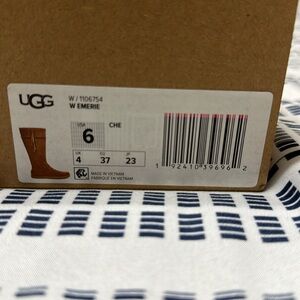 UGG
W / 1106754
W EMERIE
USA
6
CHE
UK
4
EU
37
JP
23
MADE IN VIETNAM
FABRIQUÉ EN VIETNAM
1 92410 39696 2